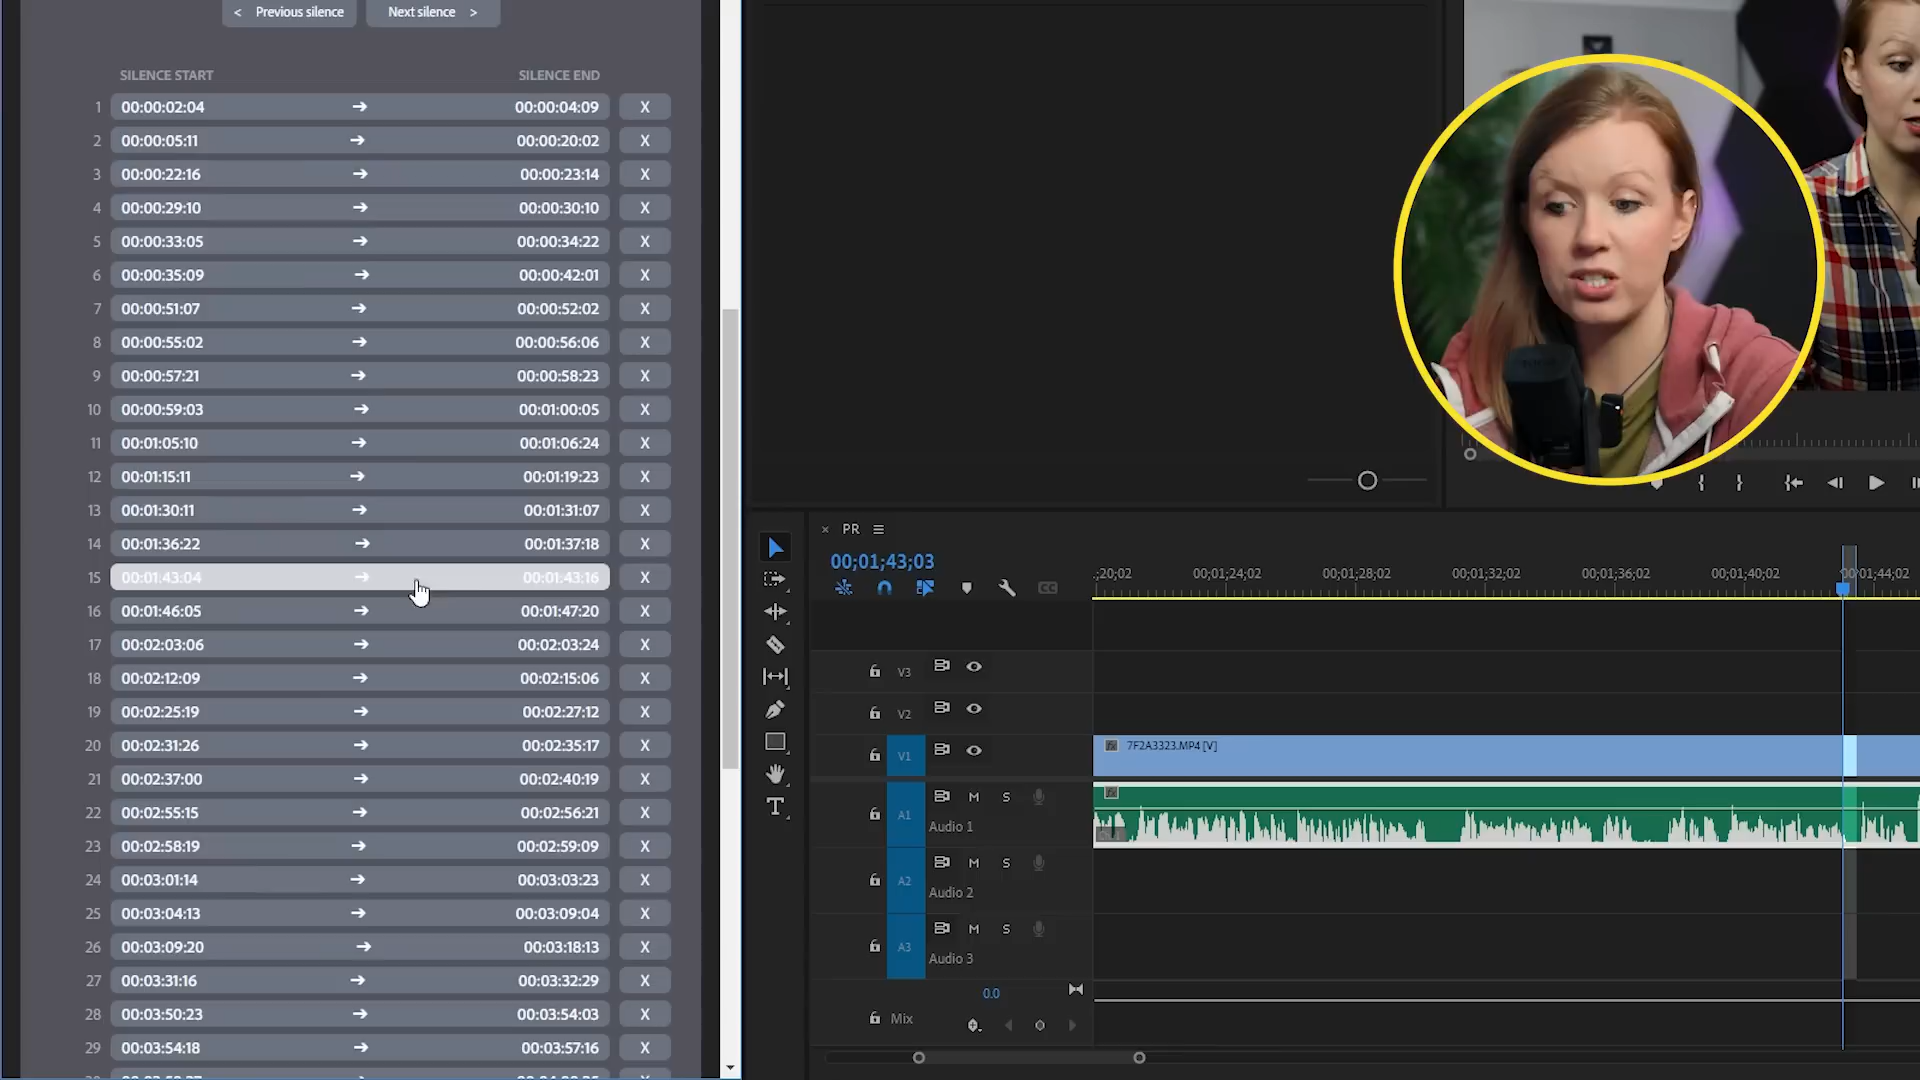 < Previous silence Next silence >
SILENCE START SILENCE END
1 00:00:02:04 → 00:00:04:09 X
2 00:00:05:11 → 00:00:20:02 X
3 00:00:22:16 → 00:00:23:14 X
4 00:00:29:10 → 00:00:30:10 X
5 00:00:33:05 → 00:00:34:22 X
6 00:00:35:09 → 00:00:42:01 X
7 00:00:51:07 → 00:00:52:02 X
8 00:00:55:02 → 00:00:56:06 X
9 00:00:57:21 → 00:00:58:23 X
10 00:00:59:03 → 00:01:00:05 X
11 00:01:05:10 → 00:01:06:24 X
12 00:01:15:11 → 00:01:19:23 X
13 00:01:30:11 → 00:01:31:07 X
14 00:01:36:22 → 00:01:37:18 X
15 00:01:43:04 → 00:01:43:16 X
16 00:01:46:05 → 00:01:47:20 X
17 00:02:03:06 → 00:02:03:24 X
18 00:02:12:09 → 00:02:15:06 X
19 00:02:25:19 → 00:02:27:12 X
20 00:02:31:26 → 00:02:35:17 X
21 00:02:37:00 → 00:02:40:19 X
22 00:02:55:15 → 00:02:56:21 X
23 00:02:58:19 → 00:02:59:09 X
24 00:03:01:14 → 00:03:03:23 X
25 00:03:04:13 → 00:03:09:04 X
26 00:03:09:20 → 00:03:18:13 X
27 00:03:31:16 → 00:03:32:29 X
28 00:03:50:23 → 00:03:54:03 X
29 00:03:54:18 → 00:03:57:16 X
× PR
00;01;43;03
;20;02 00;01;24;02 00;01;28;02 00;01;32;02 00;01;36;02 00;01;40;02 00;01;44;02
CC
V3
V2
V1 fx 7F2A3323.MP4 [V]
A1 M S fx
Audio 1
A2 M S
Audio 2
A3 M S
Audio 3
0.0
Mix